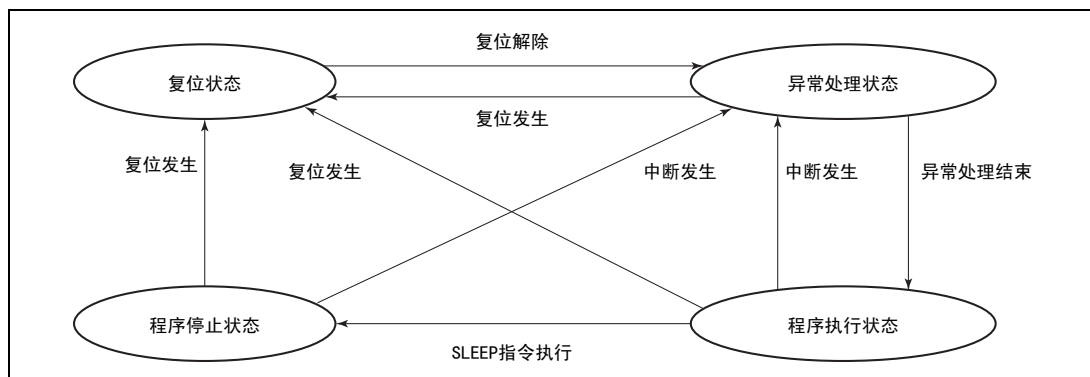 复位解除
复位状态
异常处理状态
复位发生
复位发生
复位发生
中断发生
中断发生
异常处理结束
程序停止状态
程序执行状态
SLEEP指令执行